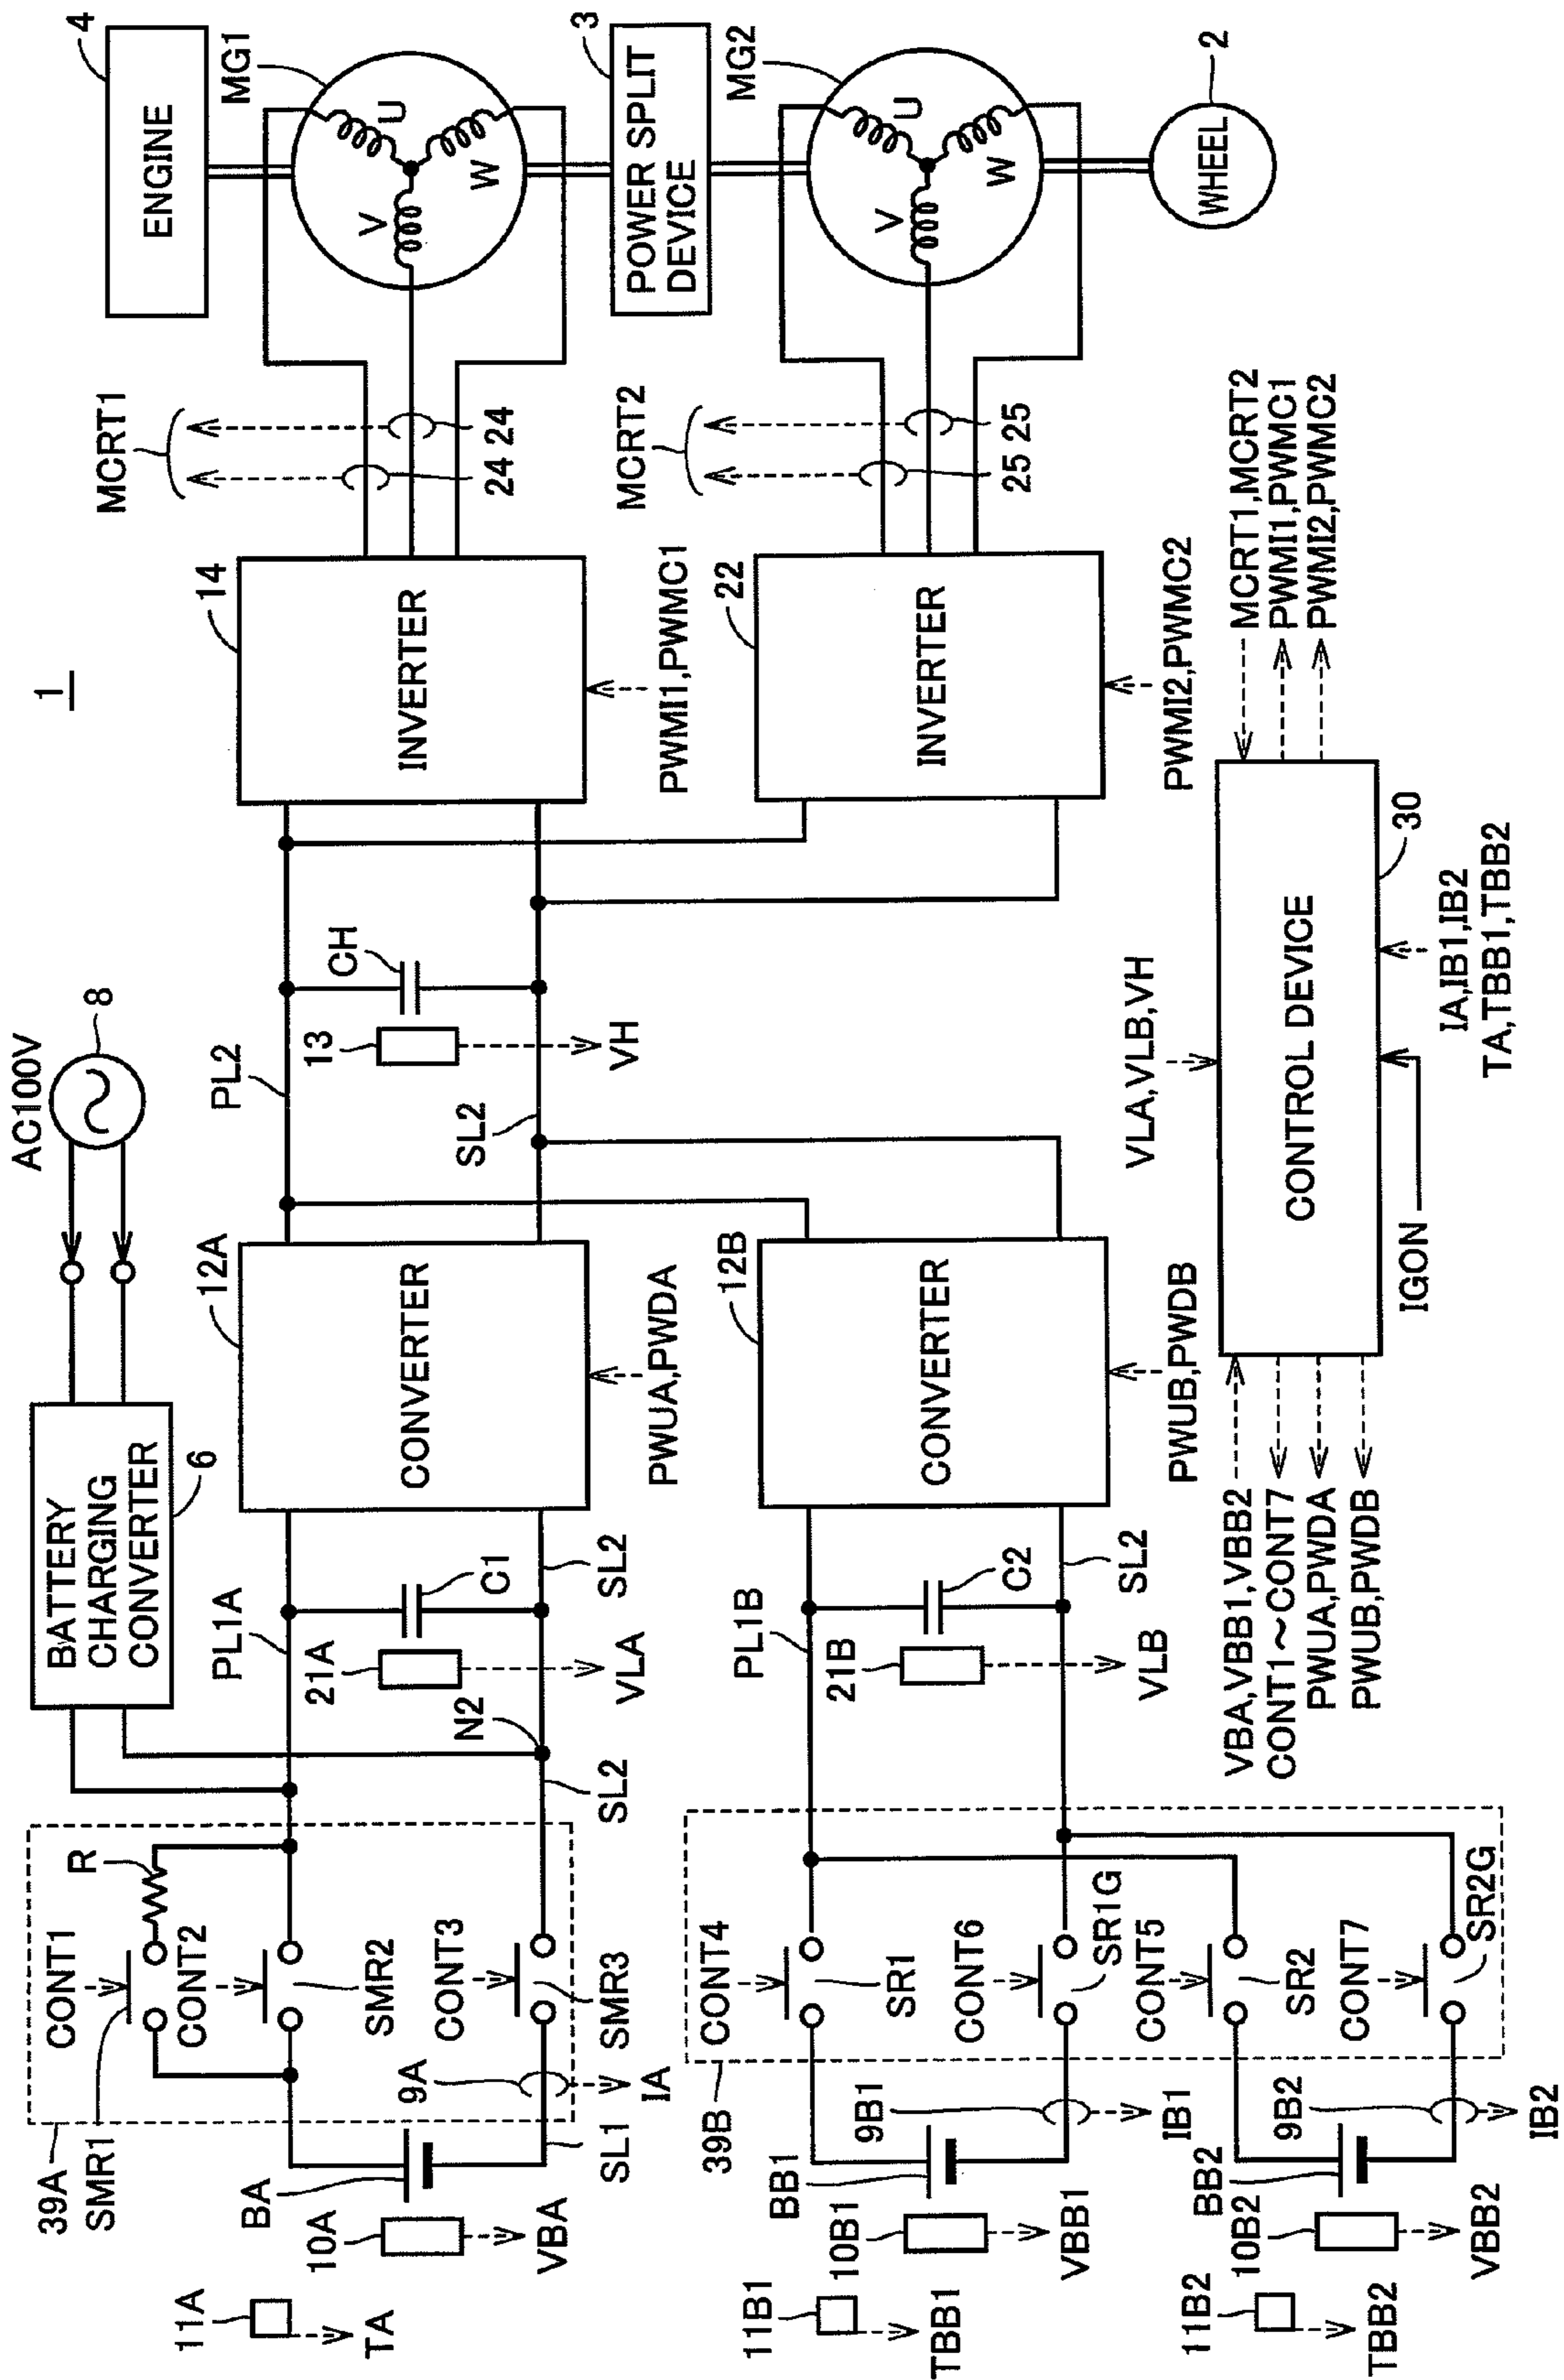 1
AC100V
8
BATTERY
CHARGING
CONVERTER
6
39A
SMR1
CONT1
R
CONT2
SMR2
CONT3
SMR3
9A
IA
SL1
BA
10A
VBA
11A
TA
PL1A
21A
VLA
N2
SL2
C1
SL2
12A
CONVERTER
PWUA,PWDA
PL2
SL2
13
VH
CH
14
INVERTER
PWMI1,PWMC1
MCRT1
24
24
4
ENGINE
MG1
U
V
W
3
POWER SPLIT
DEVICE
39B
CONT4
SR1
CONT6
SR1G
CONT5
SR2
CONT7
SR2G
BB1
10B1
VBB1
11B1
TBB1
9B1
IB1
BB2
10B2
VBB2
11B2
TBB2
9B2
IB2
PL1B
21B
VLB
C2
SL2
12B
CONVERTER
PWUB,PWDB
22
INVERTER
PWMI2,PWMC2
MCRT2
25
25
MG2
U
V
W
WHEEL
2
VLA,VLB,VH
VBA,VBB1,VBB2
CONT1~CONT7
PWUA,PWDA
PWUB,PWDB
CONTROL DEVICE
30
MCRT1,MCRT2
PWMI1,PWMC1
PWMI2,PWMC2
IGON
IA,IB1,IB2
TA,TBB1,TBB2